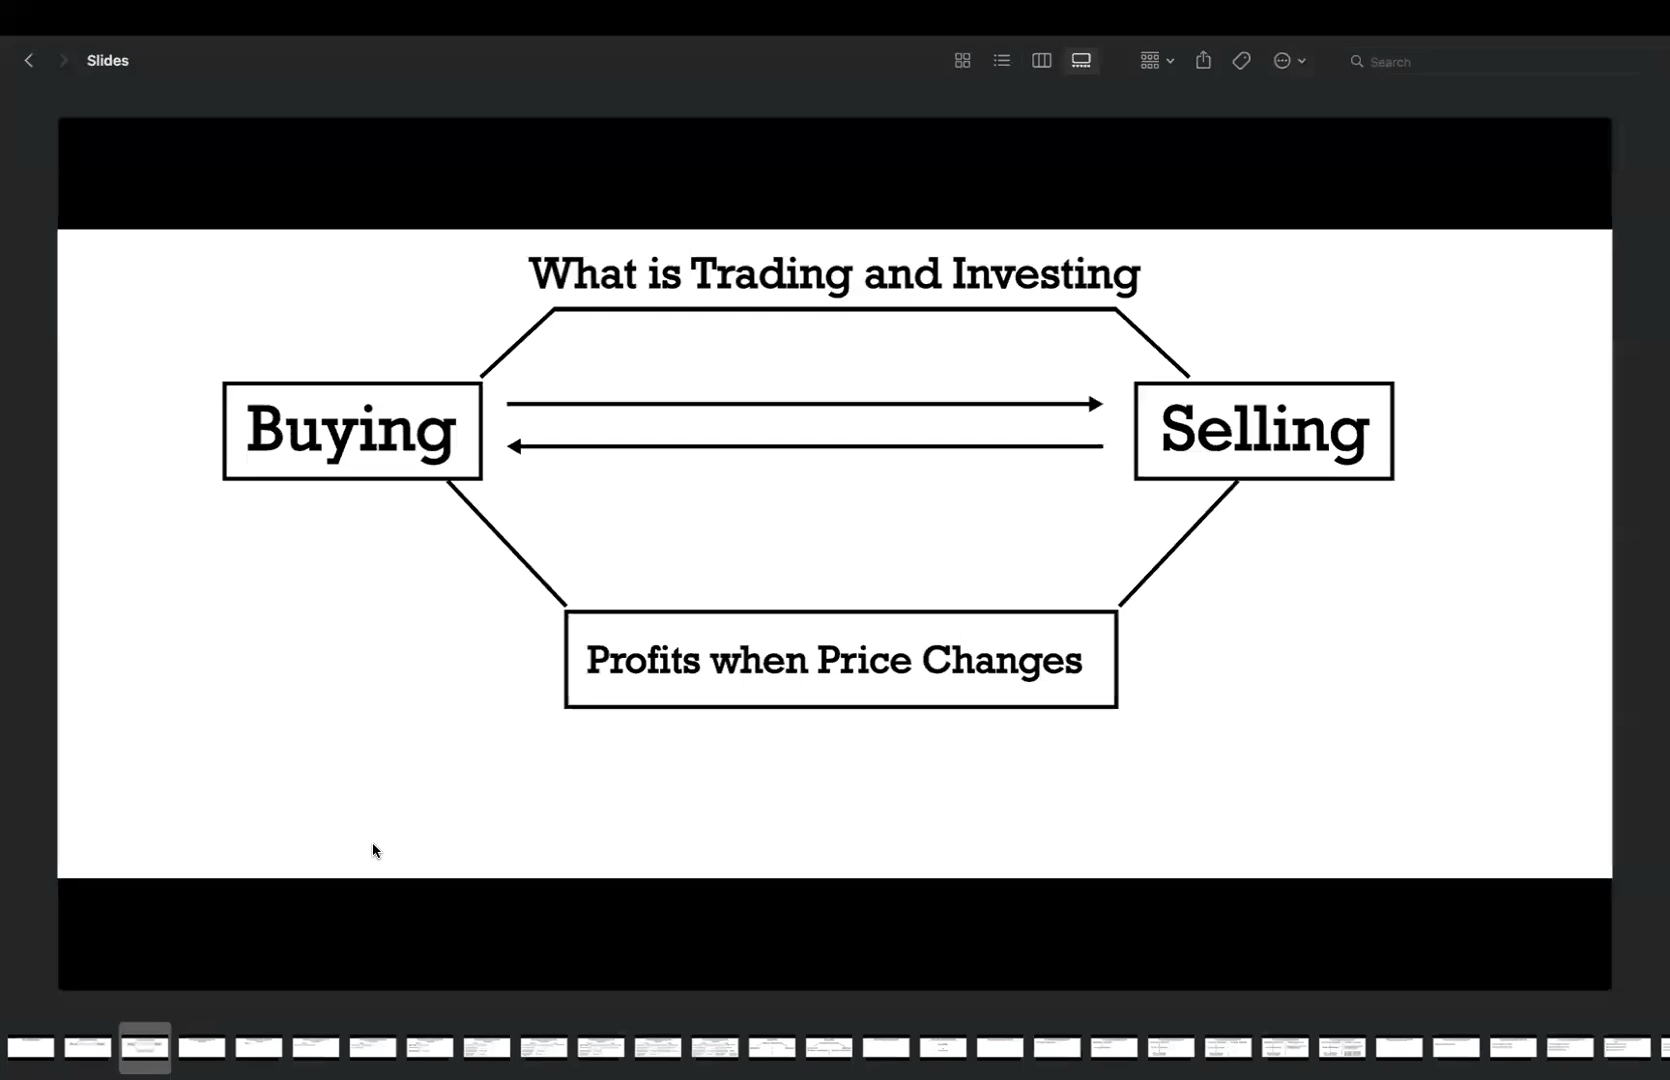 Slides
Search
What is Trading and Investing
Buying
Selling
Profits when Price Changes